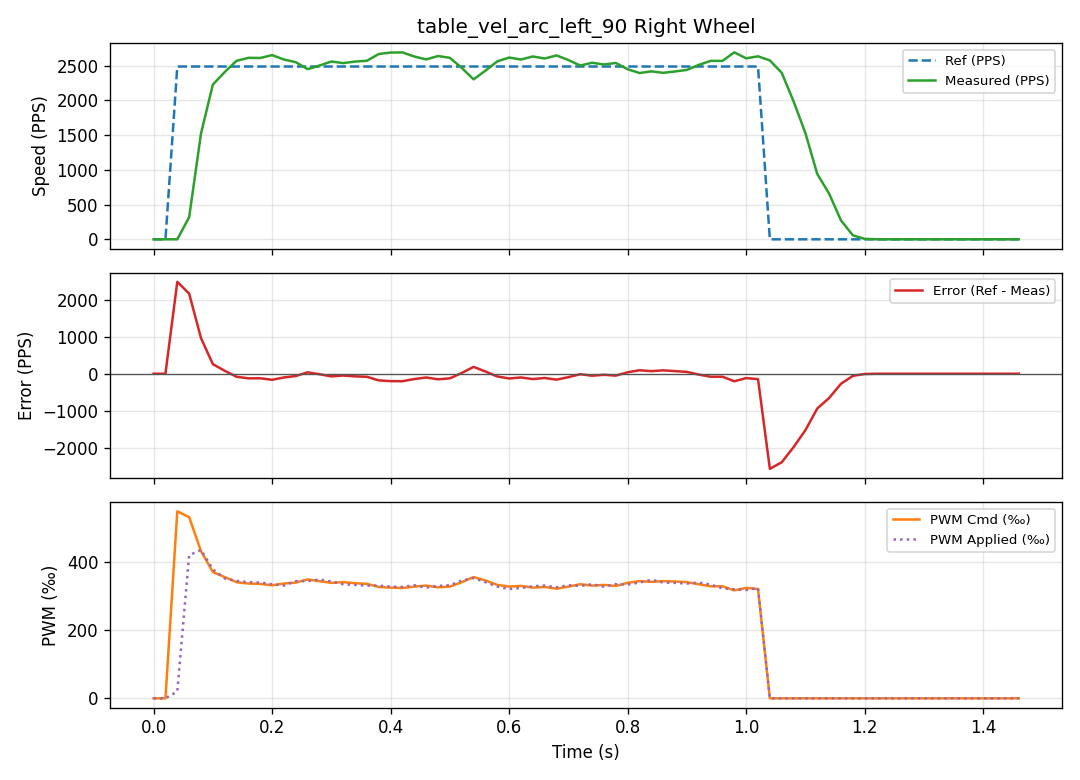 table_vel_arc_left_90 Right Wheel
Speed (PPS)
2500
2000
1500
1000
500
0
Ref (PPS)
Measured (PPS)
Error (PPS)
2000
1000
0
−1000
−2000
Error (Ref - Meas)
PWM (‰)
400
200
0
PWM Cmd (‰)
PWM Applied (‰)
0.0 0.2 0.4 0.6 0.8 1.0 1.2 1.4
Time (s)